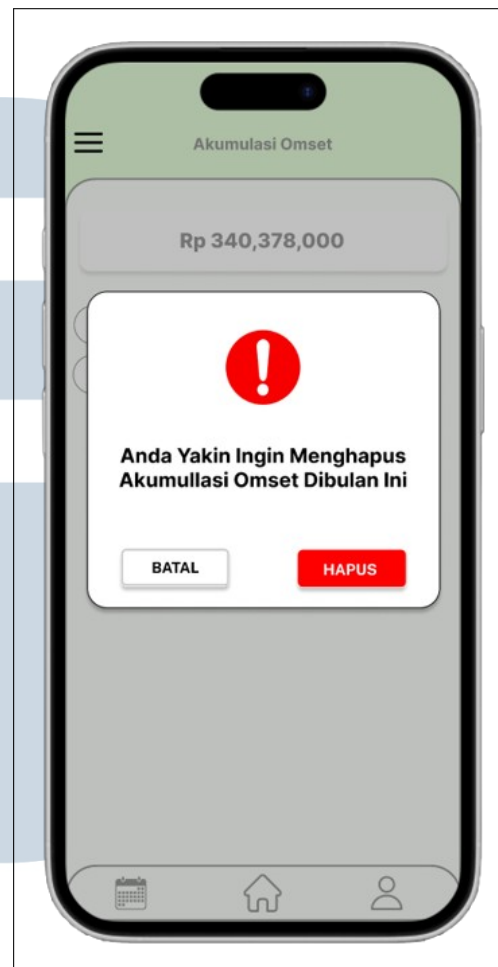 Akumulasi Omset
Rp 340,378,000
Anda Yakin Ingin Menghapus
Akumullasi Omset Dibulan Ini
BATAL
HAPUS